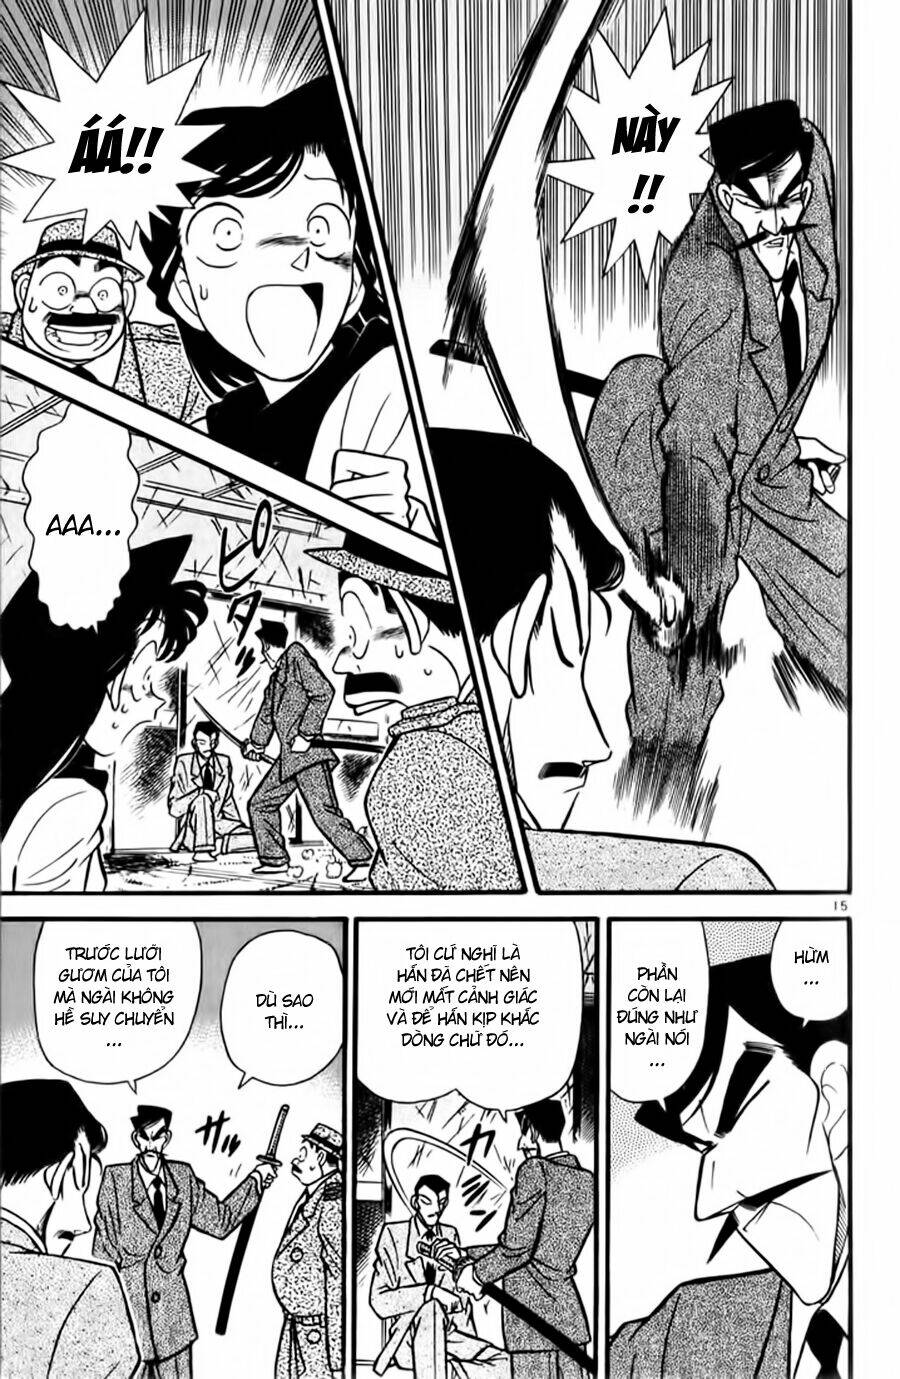 NÀY
!!
ÁÁ!!
AAA...
ピタ
15
HỪM
...
PHẦN
CÒN LẠI
ĐÚNG NHƯ
NGÀI NÓI
...
TÔI CỨ NGHĨ LÀ
HẮN ĐÃ CHẾT NÊN
MỚI MẤT CẢNH GIÁC
VÀ ĐỂ HẮN KỊP KHẮC
DÒNG CHỮ ĐÓ...
DÙ SAO
THÌ...
TRƯỚC LƯỠI
GƯƠM CỦA TÔI
MÀ NGÀI KHÔNG
HỀ SUY CHUYỂN
...